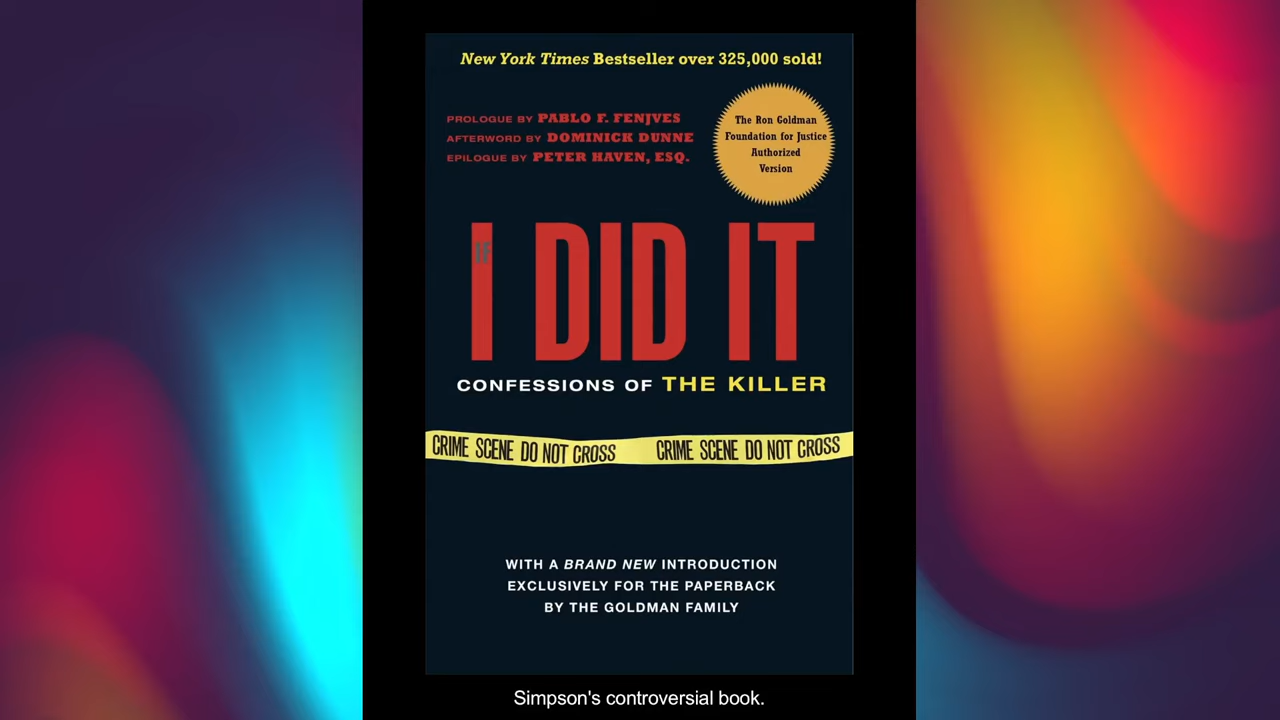 New York Times Bestseller over 325,000 sold!
PROLOGUE BY PABLO F. FENJVES
AFTERWORD BY DOMINICK DUNNE
EPILOGUE BY PETER HAVEN, ESQ.
The Ron Goldman
Foundation for Justice
Authorized
Version
IF
I DID IT
CONFESSIONS OF THE KILLER
CRIME SCENE DO NOT CROSS CRIME SCENE DO NOT CROSS
WITH A BRAND NEW INTRODUCTION
EXCLUSIVELY FOR THE PAPERBACK
BY THE GOLDMAN FAMILY
Simpson's controversial book.